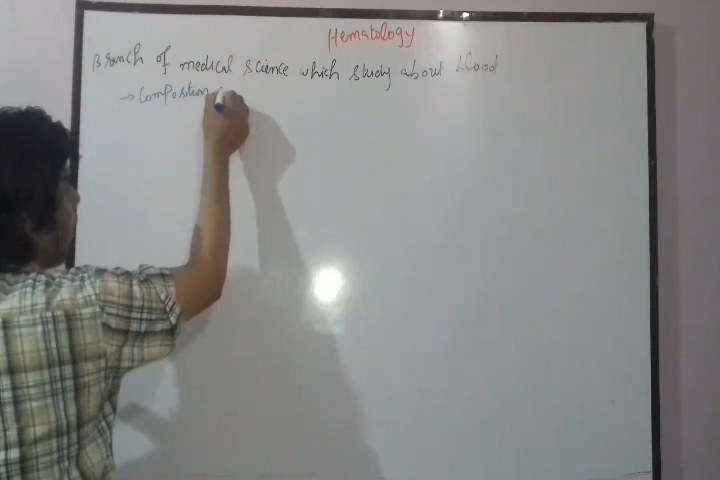 Hematology
Branch of medical science which study about blood
→ Composition